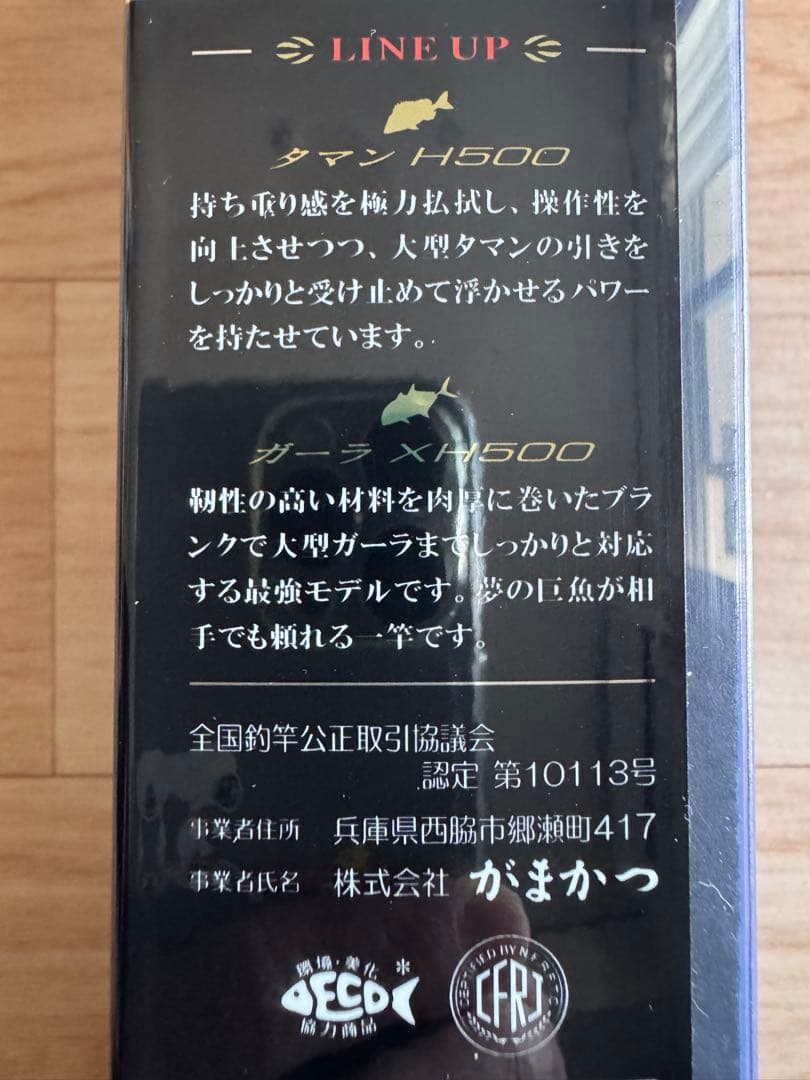 LINE UP
タマン H500
持ち重り感を極力払拭し、操作性を
向上させつつ、大型タマンの引きを
しっかりと受け止めて浮かせるパワー
を持たせています。
ガーラ XH500
靭性の高い材料を肉厚に巻いたブラ
ンクで大型ガーラまでしっかりと対応
する最強モデルです。夢の巨魚が相
手でも頼れる一竿です。
全国釣竿公正取引協議会
認定 第10113号
事業者住所 兵庫県西脇市郷瀬町417
事業者氏名 株式会社 がまかつ
環境・美化
ECO
協力商品
CERTIFIED BY
CFRJ